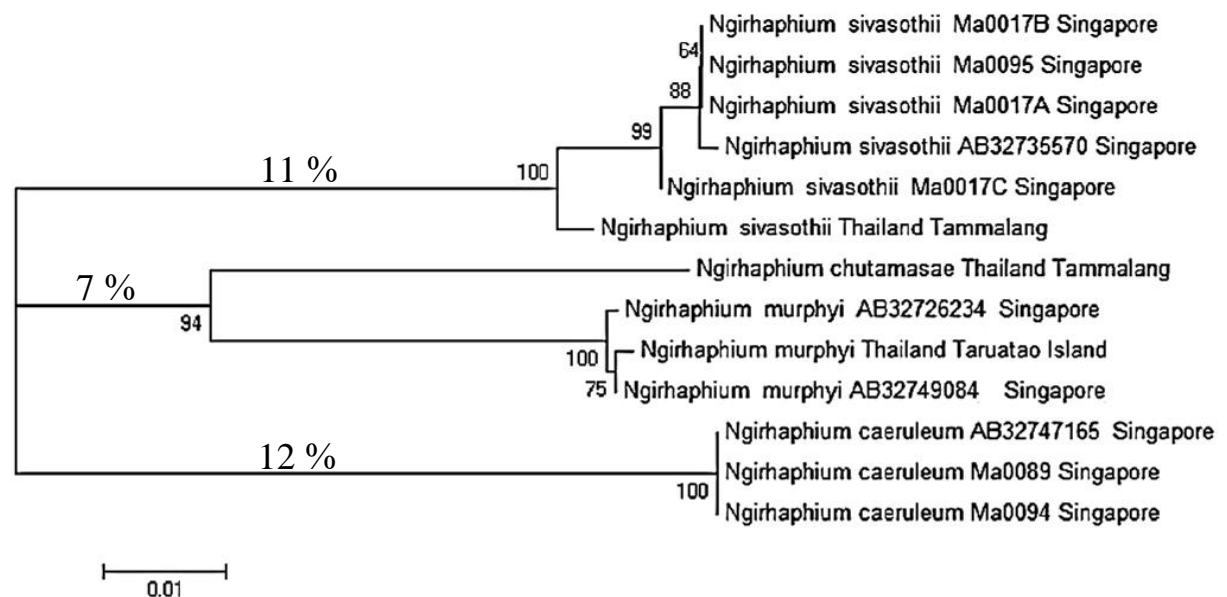 Ngirhaphium sivasothii Ma0017B Singapore
64
Ngirhaphium sivasothii Ma0095 Singapore
88
Ngirhaphium sivasothii Ma0017A Singapore
99
Ngirhaphium sivasothii AB32735570 Singapore
11 %
100
Ngirhaphium sivasothii Ma0017C Singapore
Ngirhaphium sivasothii Thailand Tammalang
Ngirhaphium chutamasae Thailand Tammalang
7 %
94
Ngirhaphium murphyi AB32726234 Singapore
100
Ngirhaphium murphyi Thailand Taruatao Island
75
Ngirhaphium murphyi AB32749084 Singapore
Ngirhaphium caeruleum AB32747165 Singapore
12 %
Ngirhaphium caeruleum Ma0089 Singapore
100
Ngirhaphium caeruleum Ma0094 Singapore
0.01